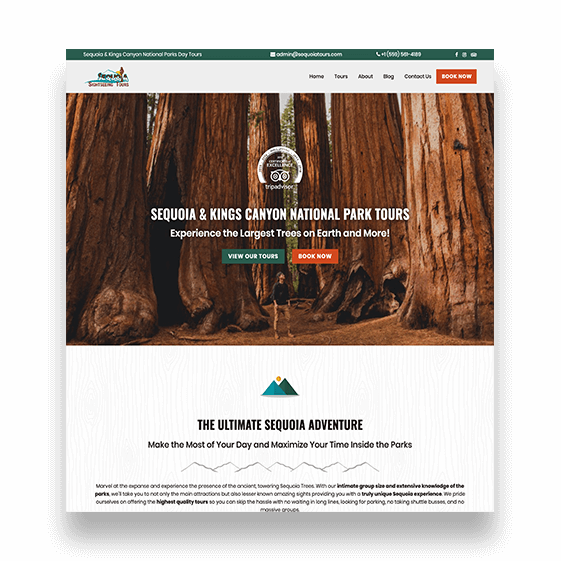 Sequoia & Kings Canyon National Parks Day Tours
admin@sequoiatours.com
+1 (559) 561-4189
SIGHTSEEING TOURS
Home Tours About Blog Contact Us BOOK NOW
CERTIFICATE of
EXCELLENCE
tripadvisor
SEQUOIA & KINGS CANYON NATIONAL PARK TOURS
Experience the Largest Trees on Earth and More!
VIEW OUR TOURS BOOK NOW
THE ULTIMATE SEQUOIA ADVENTURE
Make the Most of Your Day and Maximize Your Time Inside the Parks
Marvel at the expanse and experience the presence of the ancient, towering Sequoia Trees. With our intimate group size and extensive knowledge of the
parks, we'll take you to not only the main attractions but also lesser known amazing sights providing you with a truly unique Sequoia experience. We pride
ourselves on offering the highest quality tours so you can skip the hassle with no waiting in long lines, looking for parking, no taking shuttle busses, and no
massive groups.